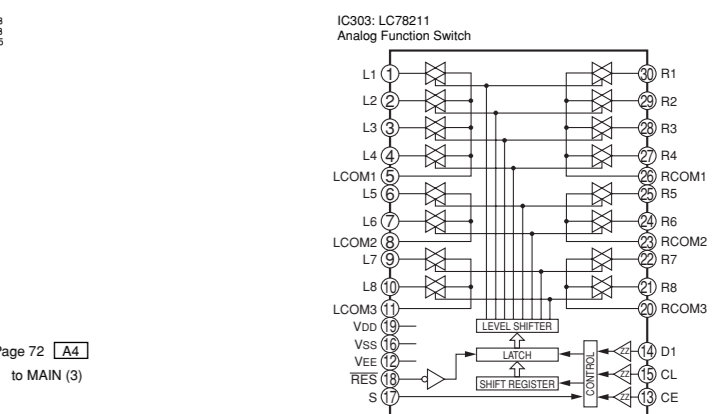 IC303: LC78211
Analog Function Switch
L1 1 30 R1
L2 2 29 R2
L3 3 28 R3
L4 4 27 R4
LCOM1 5 26 RCOM1
L5 6 25 R5
L6 7 24 R6
LCOM2 8 23 RCOM2
L7 9 22 R7
L8 10 21 R8
LCOM3 11 20 RCOM3
VDD 19 LEVEL SHIFTER
VSS 16
VEE 12 LATCH 14 D1
RES 18 SHIFT REGISTER CONTROL 15 CL
S 17 13 CE
Page 72 A4
to MAIN (3)